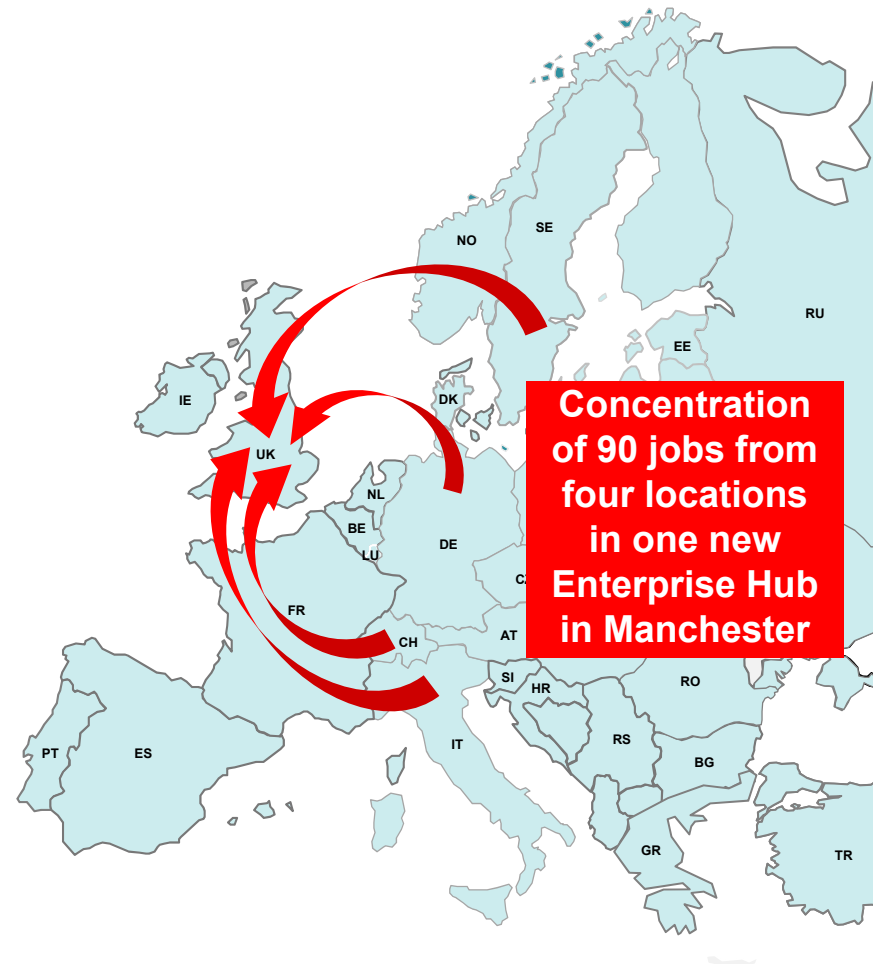 NO
SE
RU
EE
IE
DK
UK
Concentration
of 90 jobs from
four locations
in one new
Enterprise Hub
in Manchester
NL
BE
LU
DE
FR
CH
AT
SI
HR
RO
IT
RS
BG
PT
ES
GR
TR